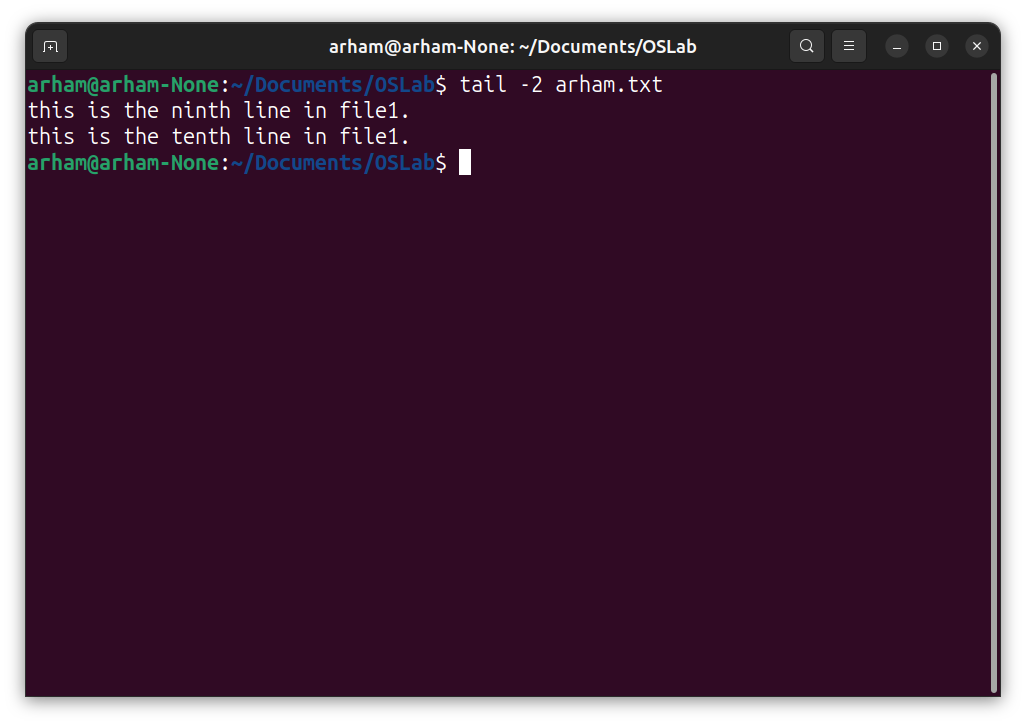 arham@arham-None: ~/Documents/OSLab
arham@arham-None:~/Documents/OSLab$ tail -2 arham.txt
this is the ninth line in file1.
this is the tenth line in file1.
arham@arham-None:~/Documents/OSLab$